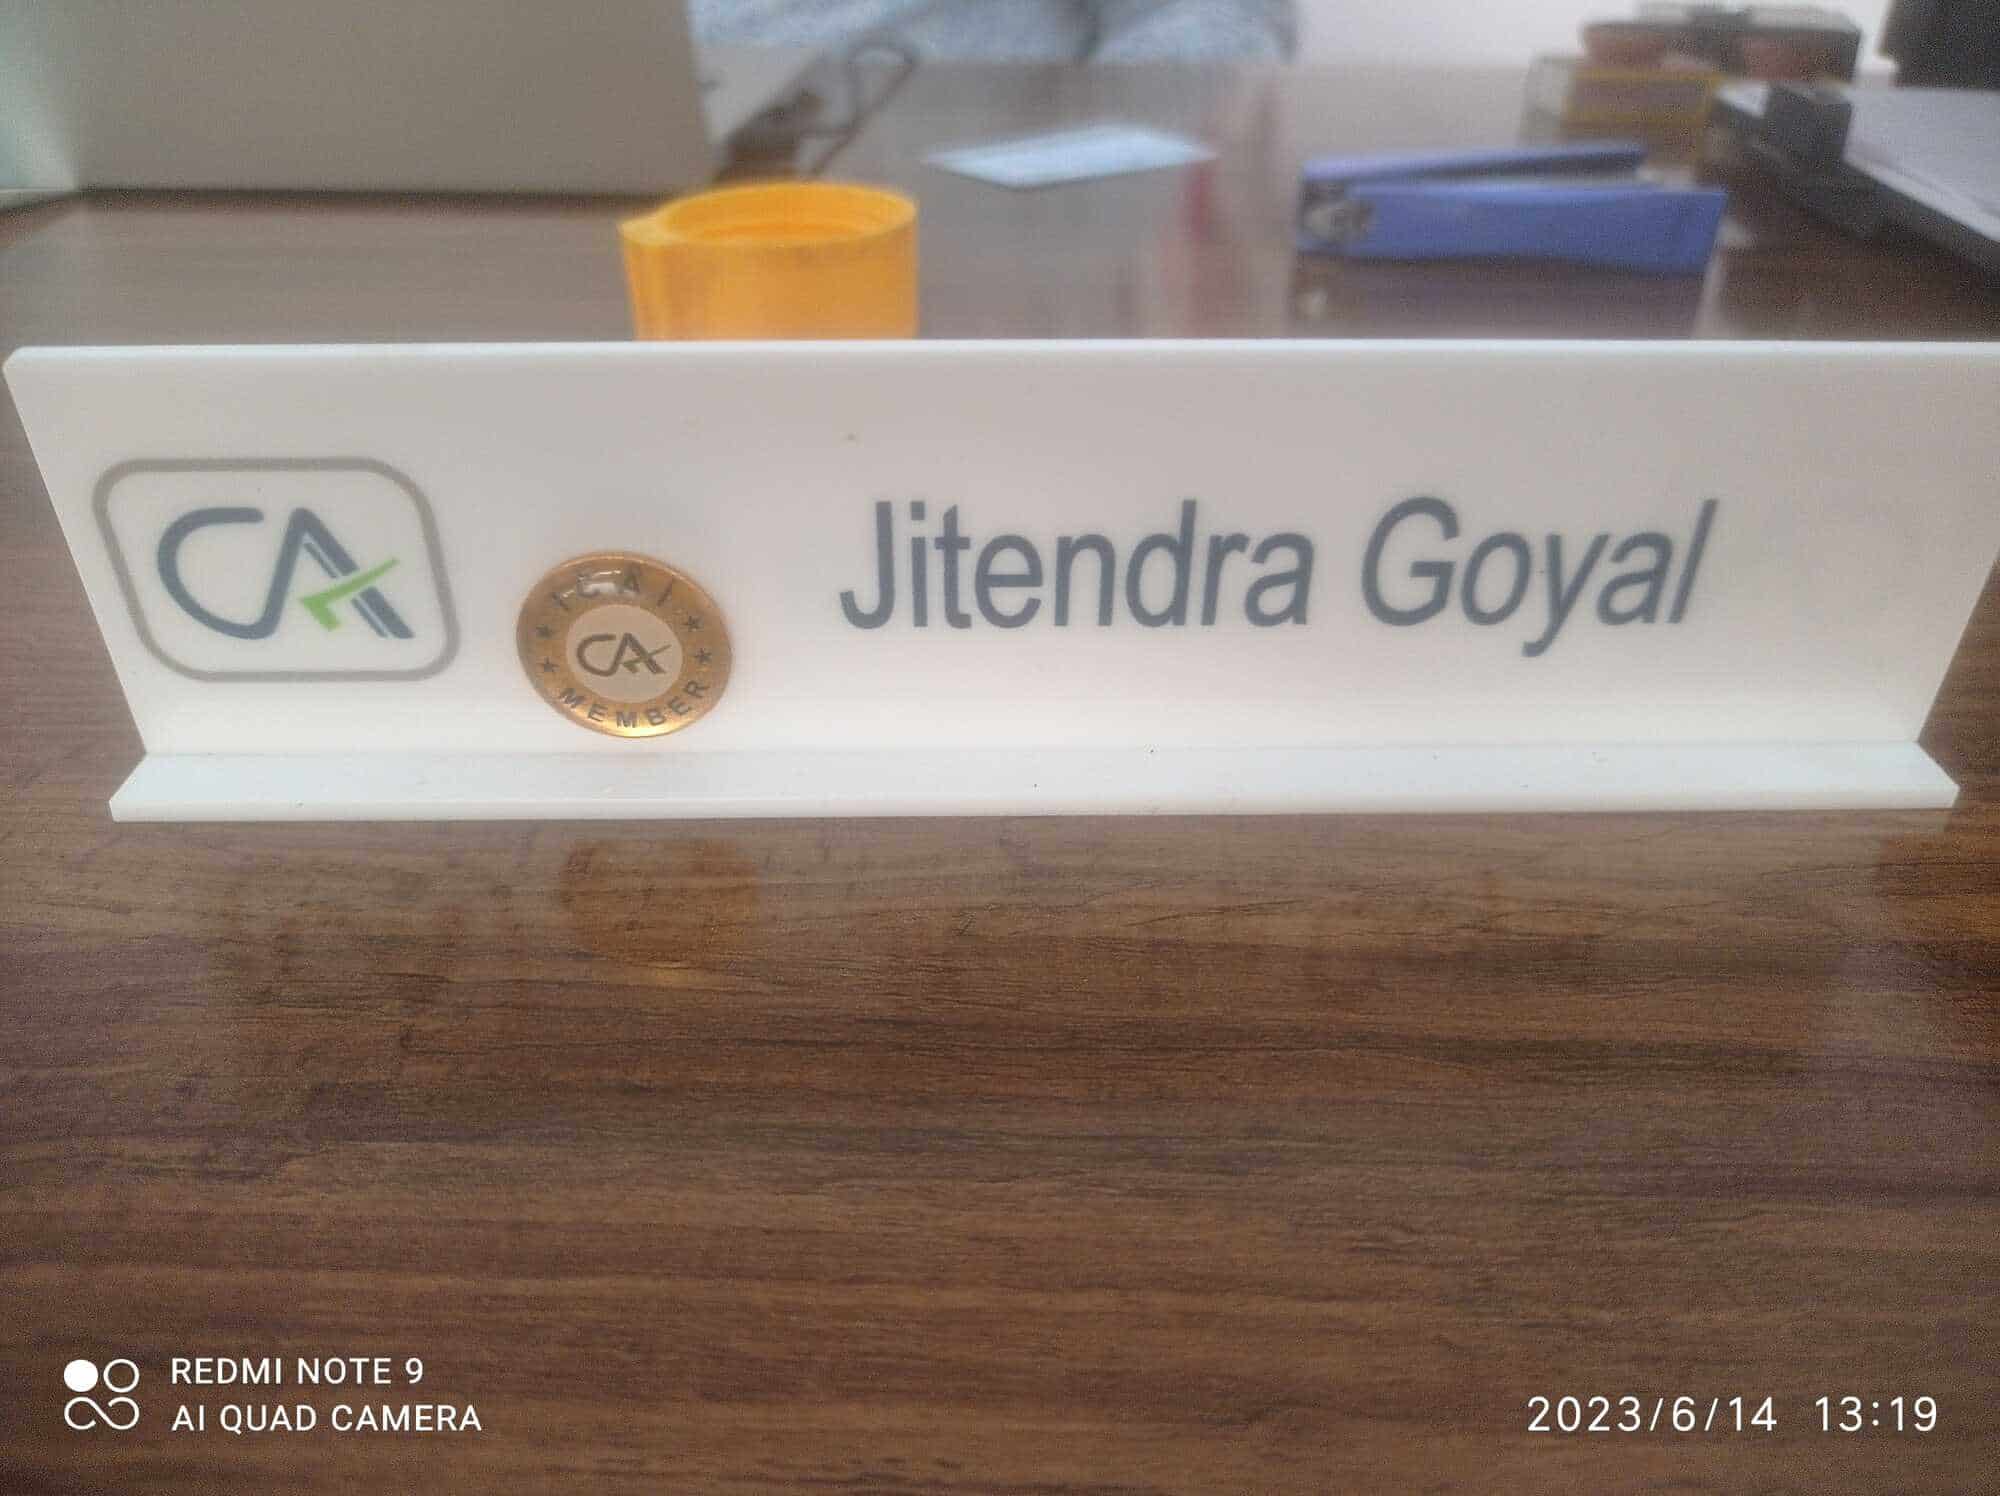 CA
ICAI
CA
MEMBER
Jitendra Goyal
REDMI NOTE 9
AI QUAD CAMERA
2023/6/14 13:19